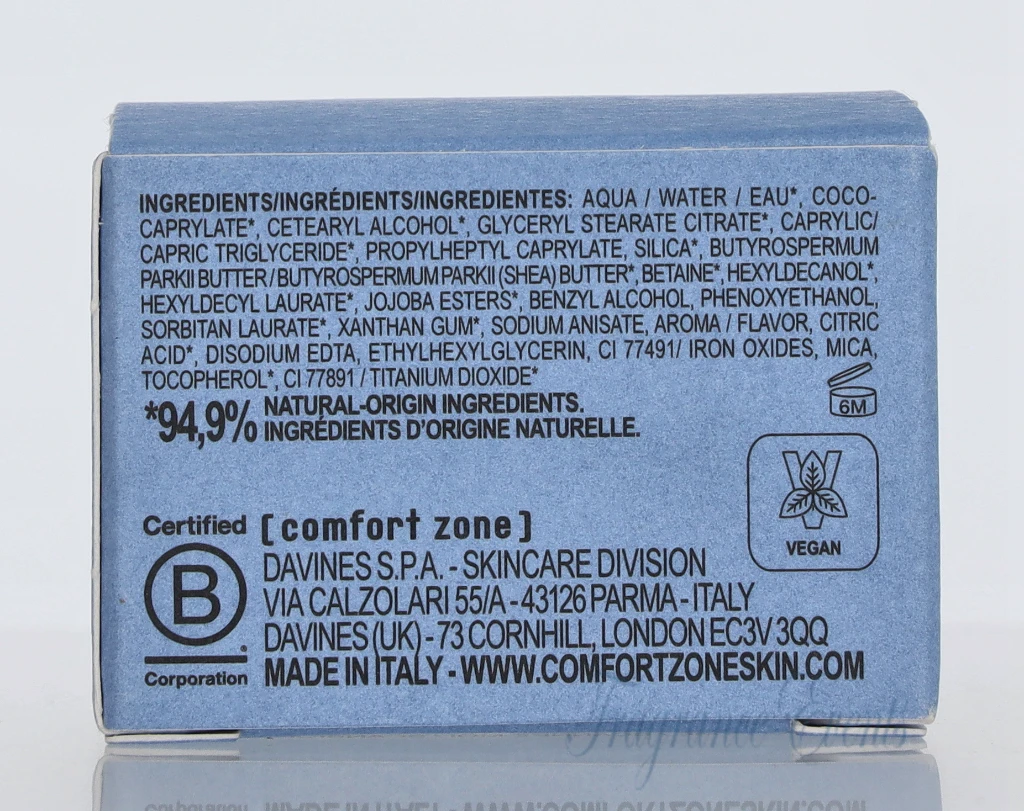 INGREDIENTS/INGRÉDIENTS/INGREDIENTES: AQUA / WATER / EAU*, COCO-
CAPRYLATE*, CETEARYL ALCOHOL*, GLYCERYL STEARATE CITRATE*, CAPRYLIC/
CAPRIC TRIGLYCERIDE*, PROPYLHEPTYL CAPRYLATE, SILICA*, BUTYROSPERMUM
PARKII BUTTER / BUTYROSPERMUM PARKII (SHEA) BUTTER*, BETAINE*, HEXYLDECANOL*,
HEXYLDECYL LAURATE*, JOJOBA ESTERS*, BENZYL ALCOHOL, PHENOXYETHANOL,
SORBITAN LAURATE*, XANTHAN GUM*, SODIUM ANISATE, AROMA / FLAVOR, CITRIC
ACID*, DISODIUM EDTA, ETHYLHEXYLGLYCERIN, CI 77491/ IRON OXIDES, MICA,
TOCOPHEROL*, CI 77891 / TITANIUM DIOXIDE*
6M
*94,9% NATURAL-ORIGIN INGREDIENTS.
INGRÉDIENTS D'ORIGINE NATURELLE.
VEGAN
Certified
B
Corporation
[comfort zone]
DAVINES S.P.A. - SKINCARE DIVISION
VIA CALZOLARI 55/A - 43126 PARMA - ITALY
DAVINES (UK) - 73 CORNHILL, LONDON EC3V 3QQ
MADE IN ITALY - WWW.COMFORTZONESKIN.COM
Fragrance Events